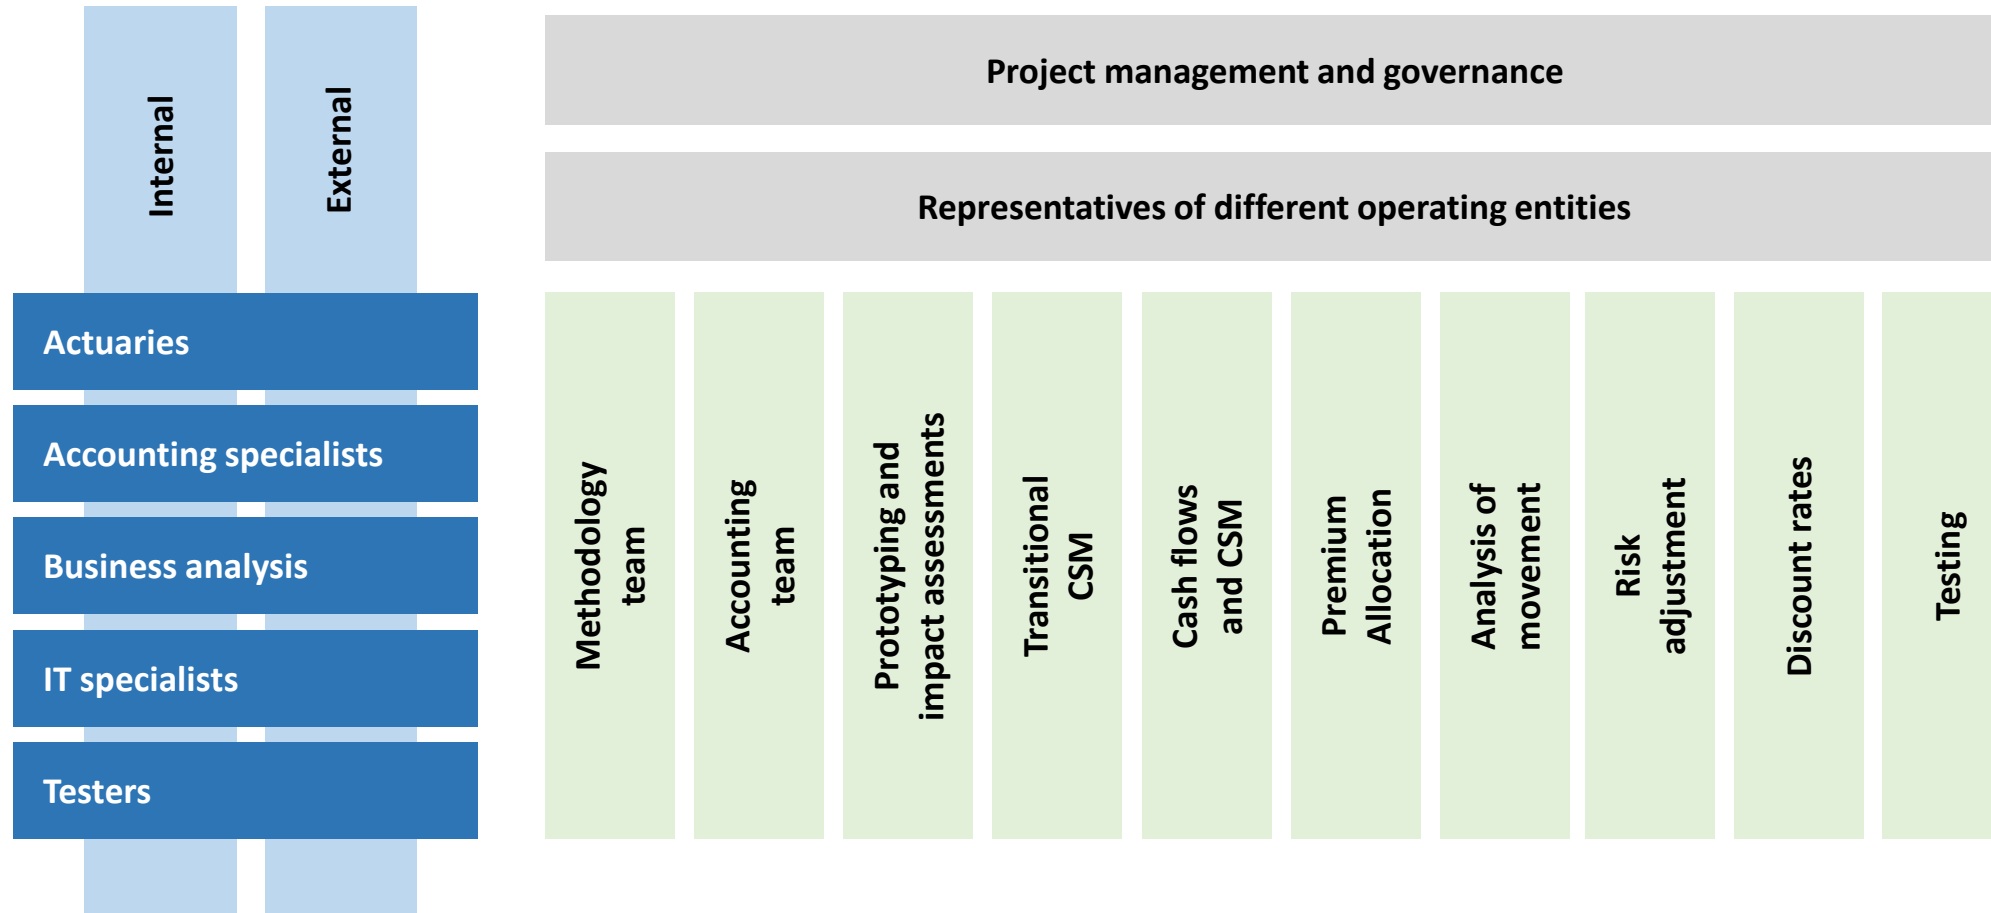 Internal
External
Actuaries
Accounting specialists
Business analysis
IT specialists
Testers
Project management and governance
Representatives of different operating entities
Methodology
team
Accounting
team
Prototyping and
impact assessments
Transitional
CSM
Cash flows
and CSM
Premium
Allocation
Analysis of
movement
Risk
adjustment
Discount rates
Testing